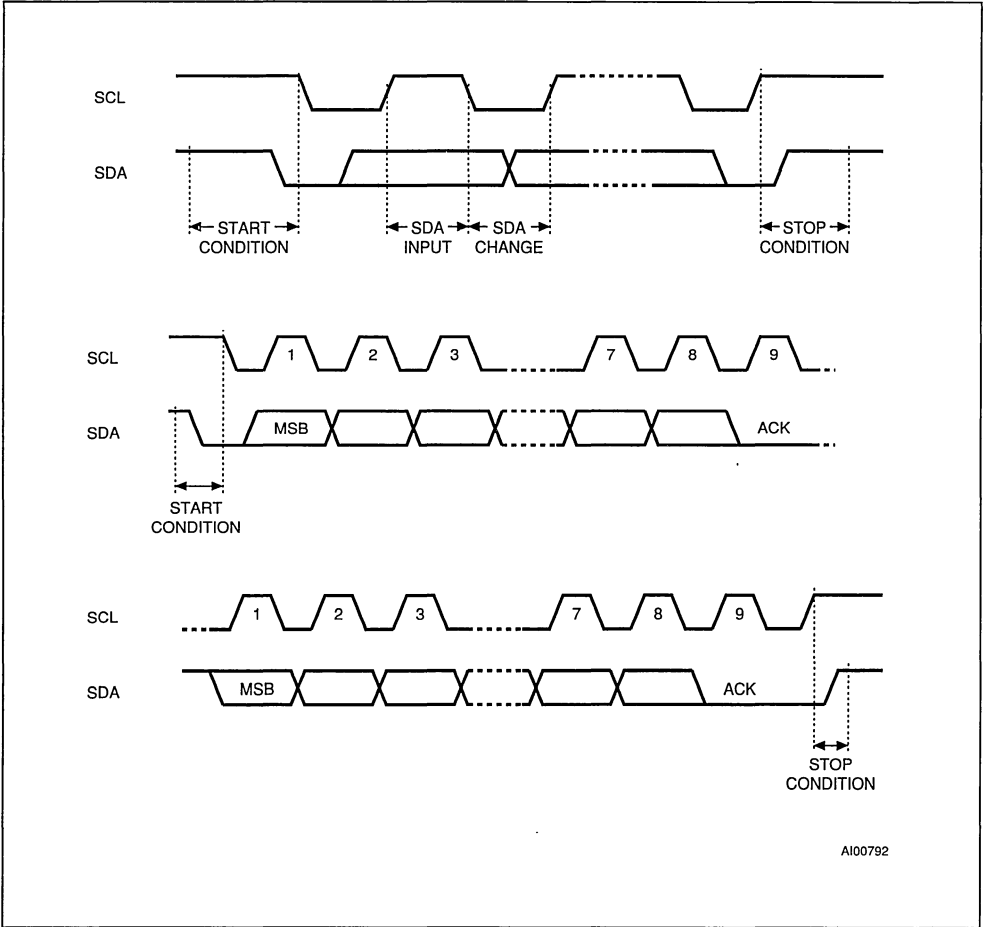 SCL
SDA
START
CONDITION
SDA
INPUT
SDA
CHANGE
STOP
CONDITION
SCL
1 2 3 7 8 9
SDA
MSB
ACK
START
CONDITION
SCL
1 2 3 7 8 9
SDA
MSB
ACK
STOP
CONDITION
AI00792